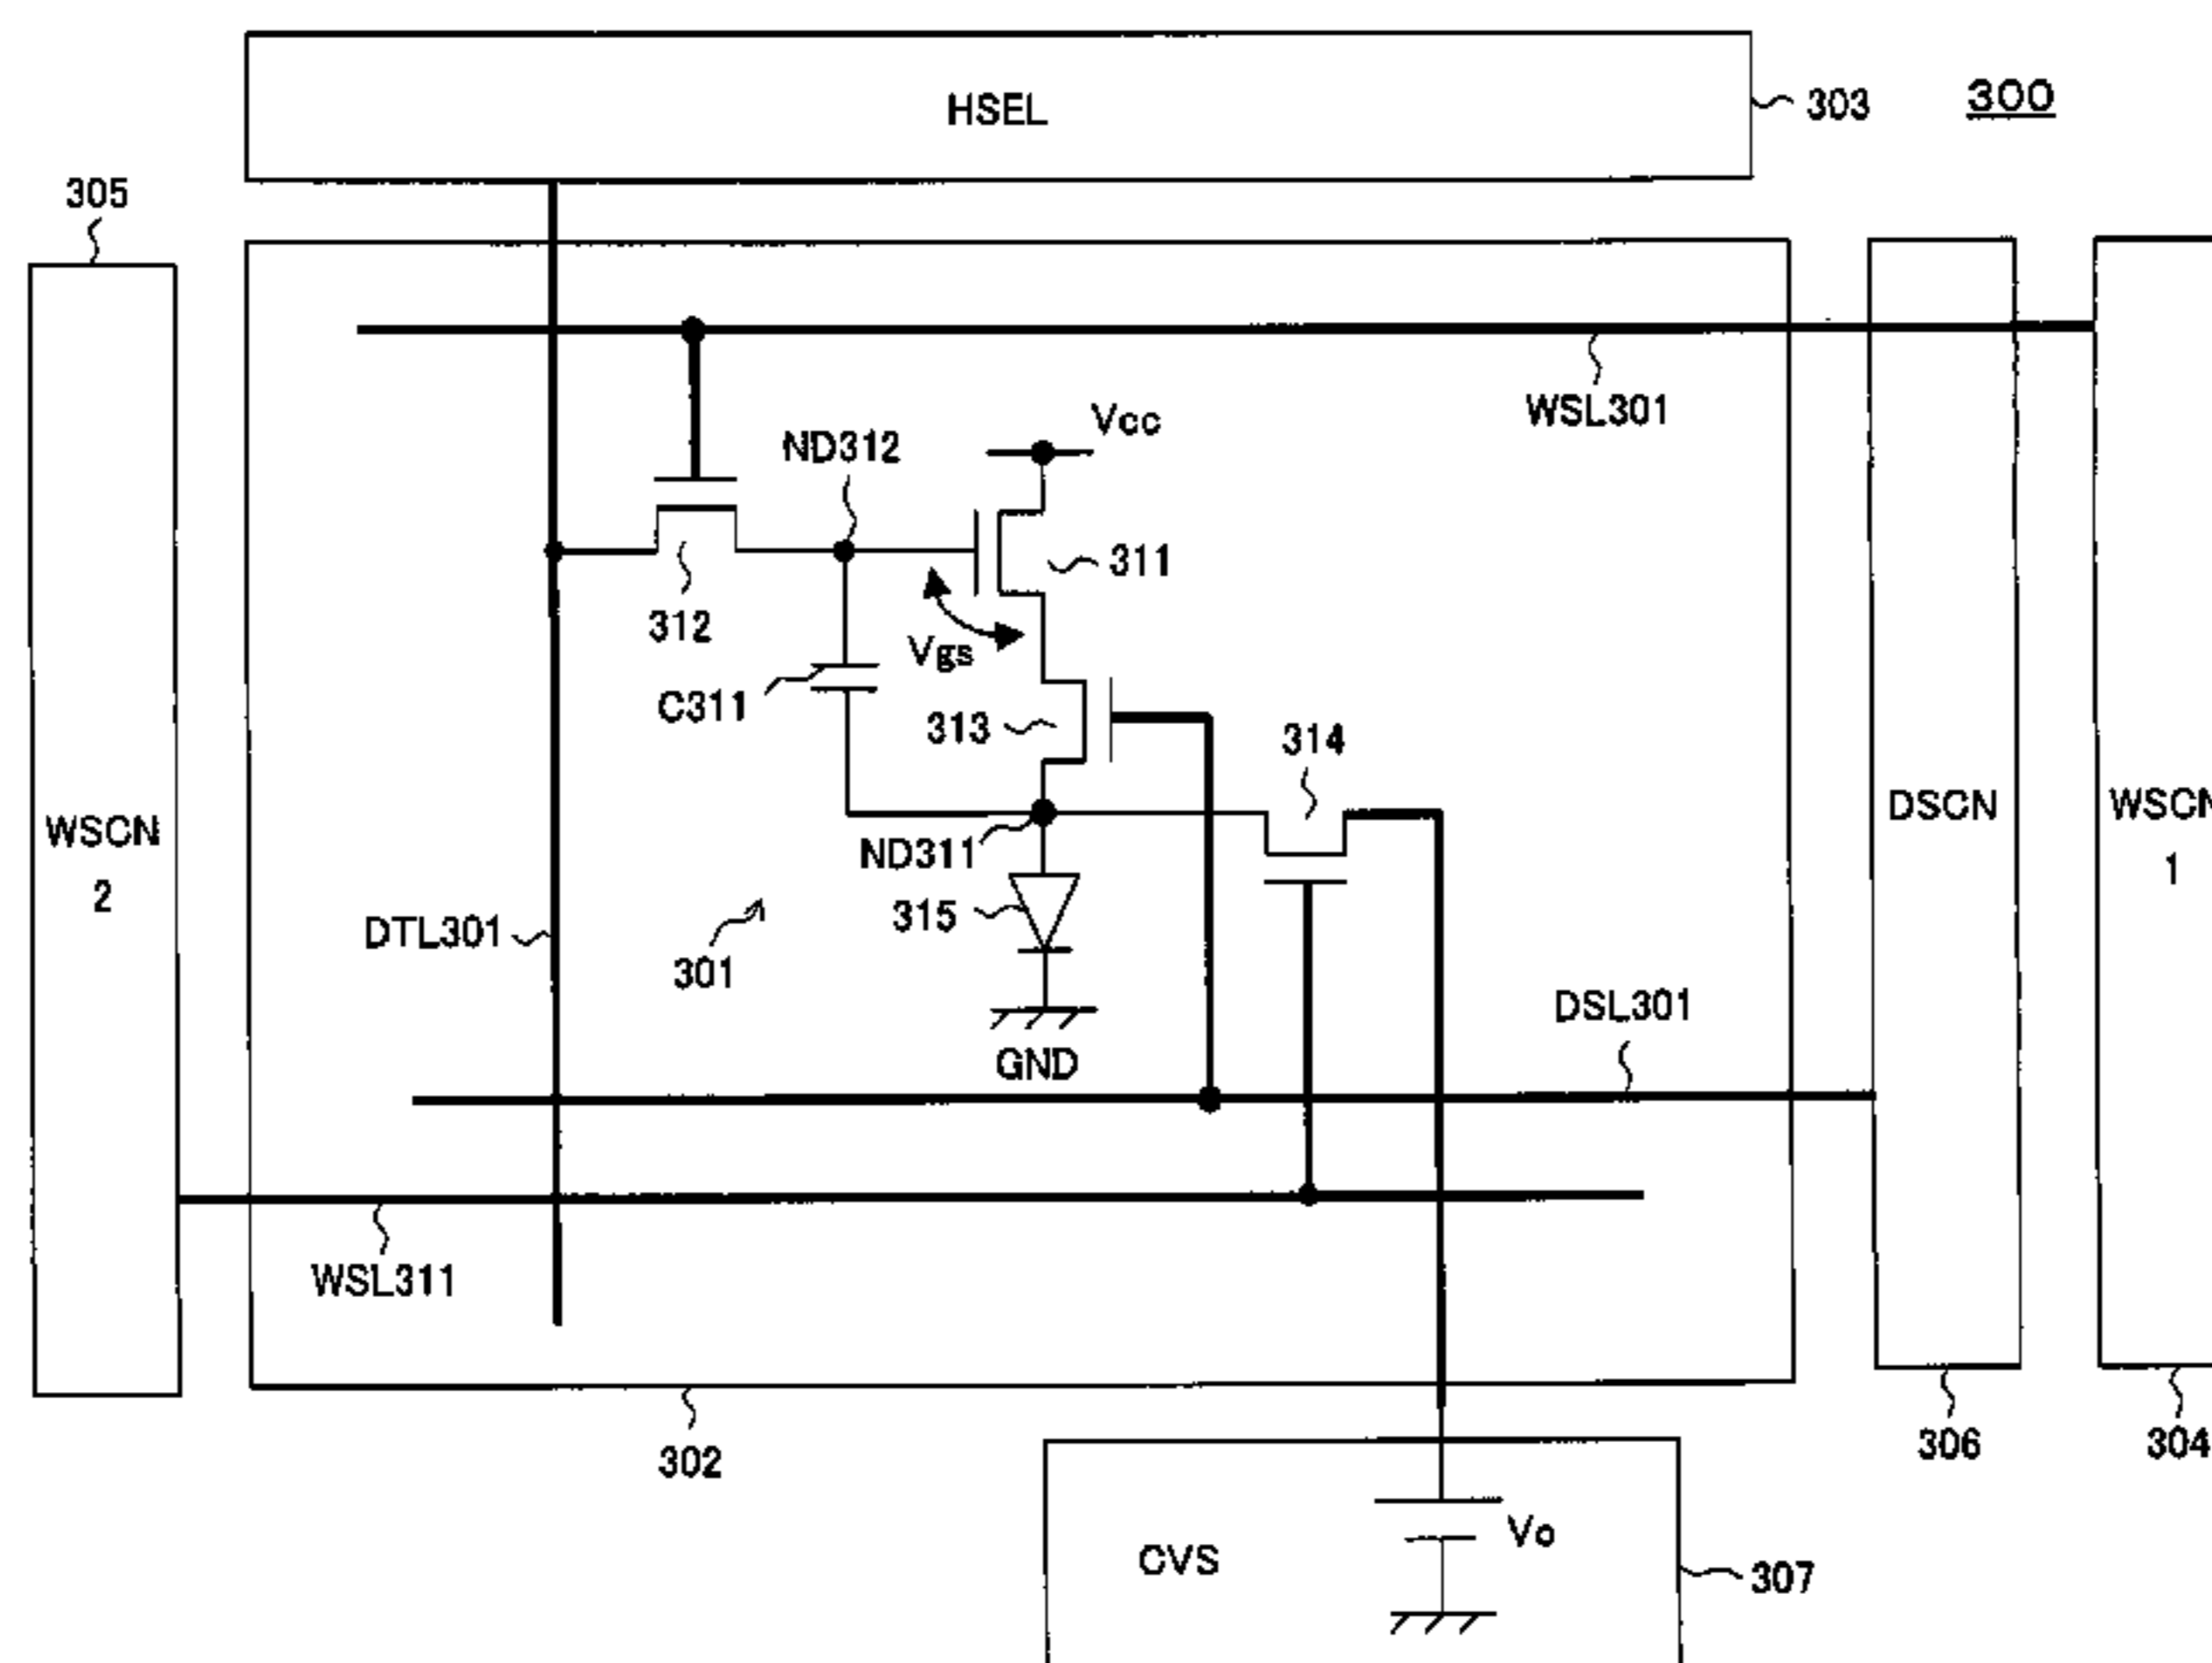 HSEL
303
300
305
WSL301
Vcc
ND312
311
312
Vgs
C311
313
314
ND311
WSCN
2
DSCN
WSCN
1
315
DTL301
301
DSL301
GND
WSL311
302
306
304
Vo
CVS
307